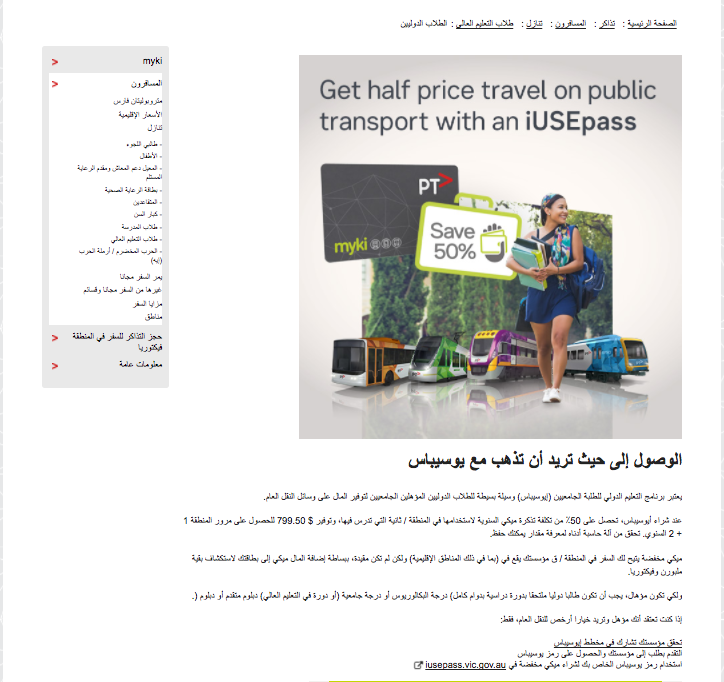 الصفحة الرئيسية : تذاكر : المسافرون : تنازل : طلاب التعليم العالي : الطلاب الدوليين
myki
المسافرون
متروبوليتان فارس
الأسعار الإقليمية
تنازل
- طالبي اللجوء
- الأطفال
- المعيل دعم المعاش ومقدم الرعاية
المستلم
- بطاقة الرعاية الصحية
- المتقاعدين
- كبار السن
- طلاب المدرسة
- طلاب التعليم العالي
- الحرب المخضرم / أرملة الحرب
(إيه)
يمر السفر مجانا
غيرها من السفر مجانا وقسائم
مزايا السفر
مناطق
حجز التذاكر للسفر في المنطقة
فيكتوريا
معلومات عامة
Get half price travel on public
transport with an iUSEpass
PT
myki
Save
50%
الوصول إلى حيث تريد أن تذهب مع يوسيباس
يعتبر برنامج التعليم الدولي للطلبة الجامعيين (إيوسيباس) وسيلة بسيطة للطلاب الدوليين المؤهلين الجامعيين لتوفير المال على وسائل النقل العام.
عند شراء أيوسيباس، تحصل على 50٪ من تكلفة تذكرة ميكي السنوية لاستخدامها في المنطقة / ثانية التي تدرس فيها، وتوفير $ 799.50 للحصول على مرور المنطقة 1
+ 2 السنوي. تحقق من آلة حاسبة أدناه لمعرفة مقدار يمكنك حفظ.
ميكي مخفضة يتيح لك السفر في المنطقة / ق مؤسستك يقع في (بما في ذلك المناطق الإقليمية) ولكن لم تكن مقيدة، ببساطة إضافة المال ميكي إلى بطاقتك لاستكشاف بقية
ملبورن وفيكتوريا.
ولكي تكون مؤهلا، يجب أن تكون طالبا دوليا ملتحقا بدورة دراسية بدوام كامل) درجة البكالوريوس أو درجة جامعية (أو دورة في التعليم العالي) دبلوم متقدم أو دبلوم (.
إذا كنت تعتقد أنك مؤهل وتريد خيارا أرخص للنقل العام، فقط:
تحقق مؤسستك تشارك في مخطط إيوسيباس
التقدم بطلب إلى مؤسستك والحصول على رمز يوسيباس
استخدام رمز يوسيباس الخاص بك لشراء ميكي مخفضة في iusepass.vic.gov.au